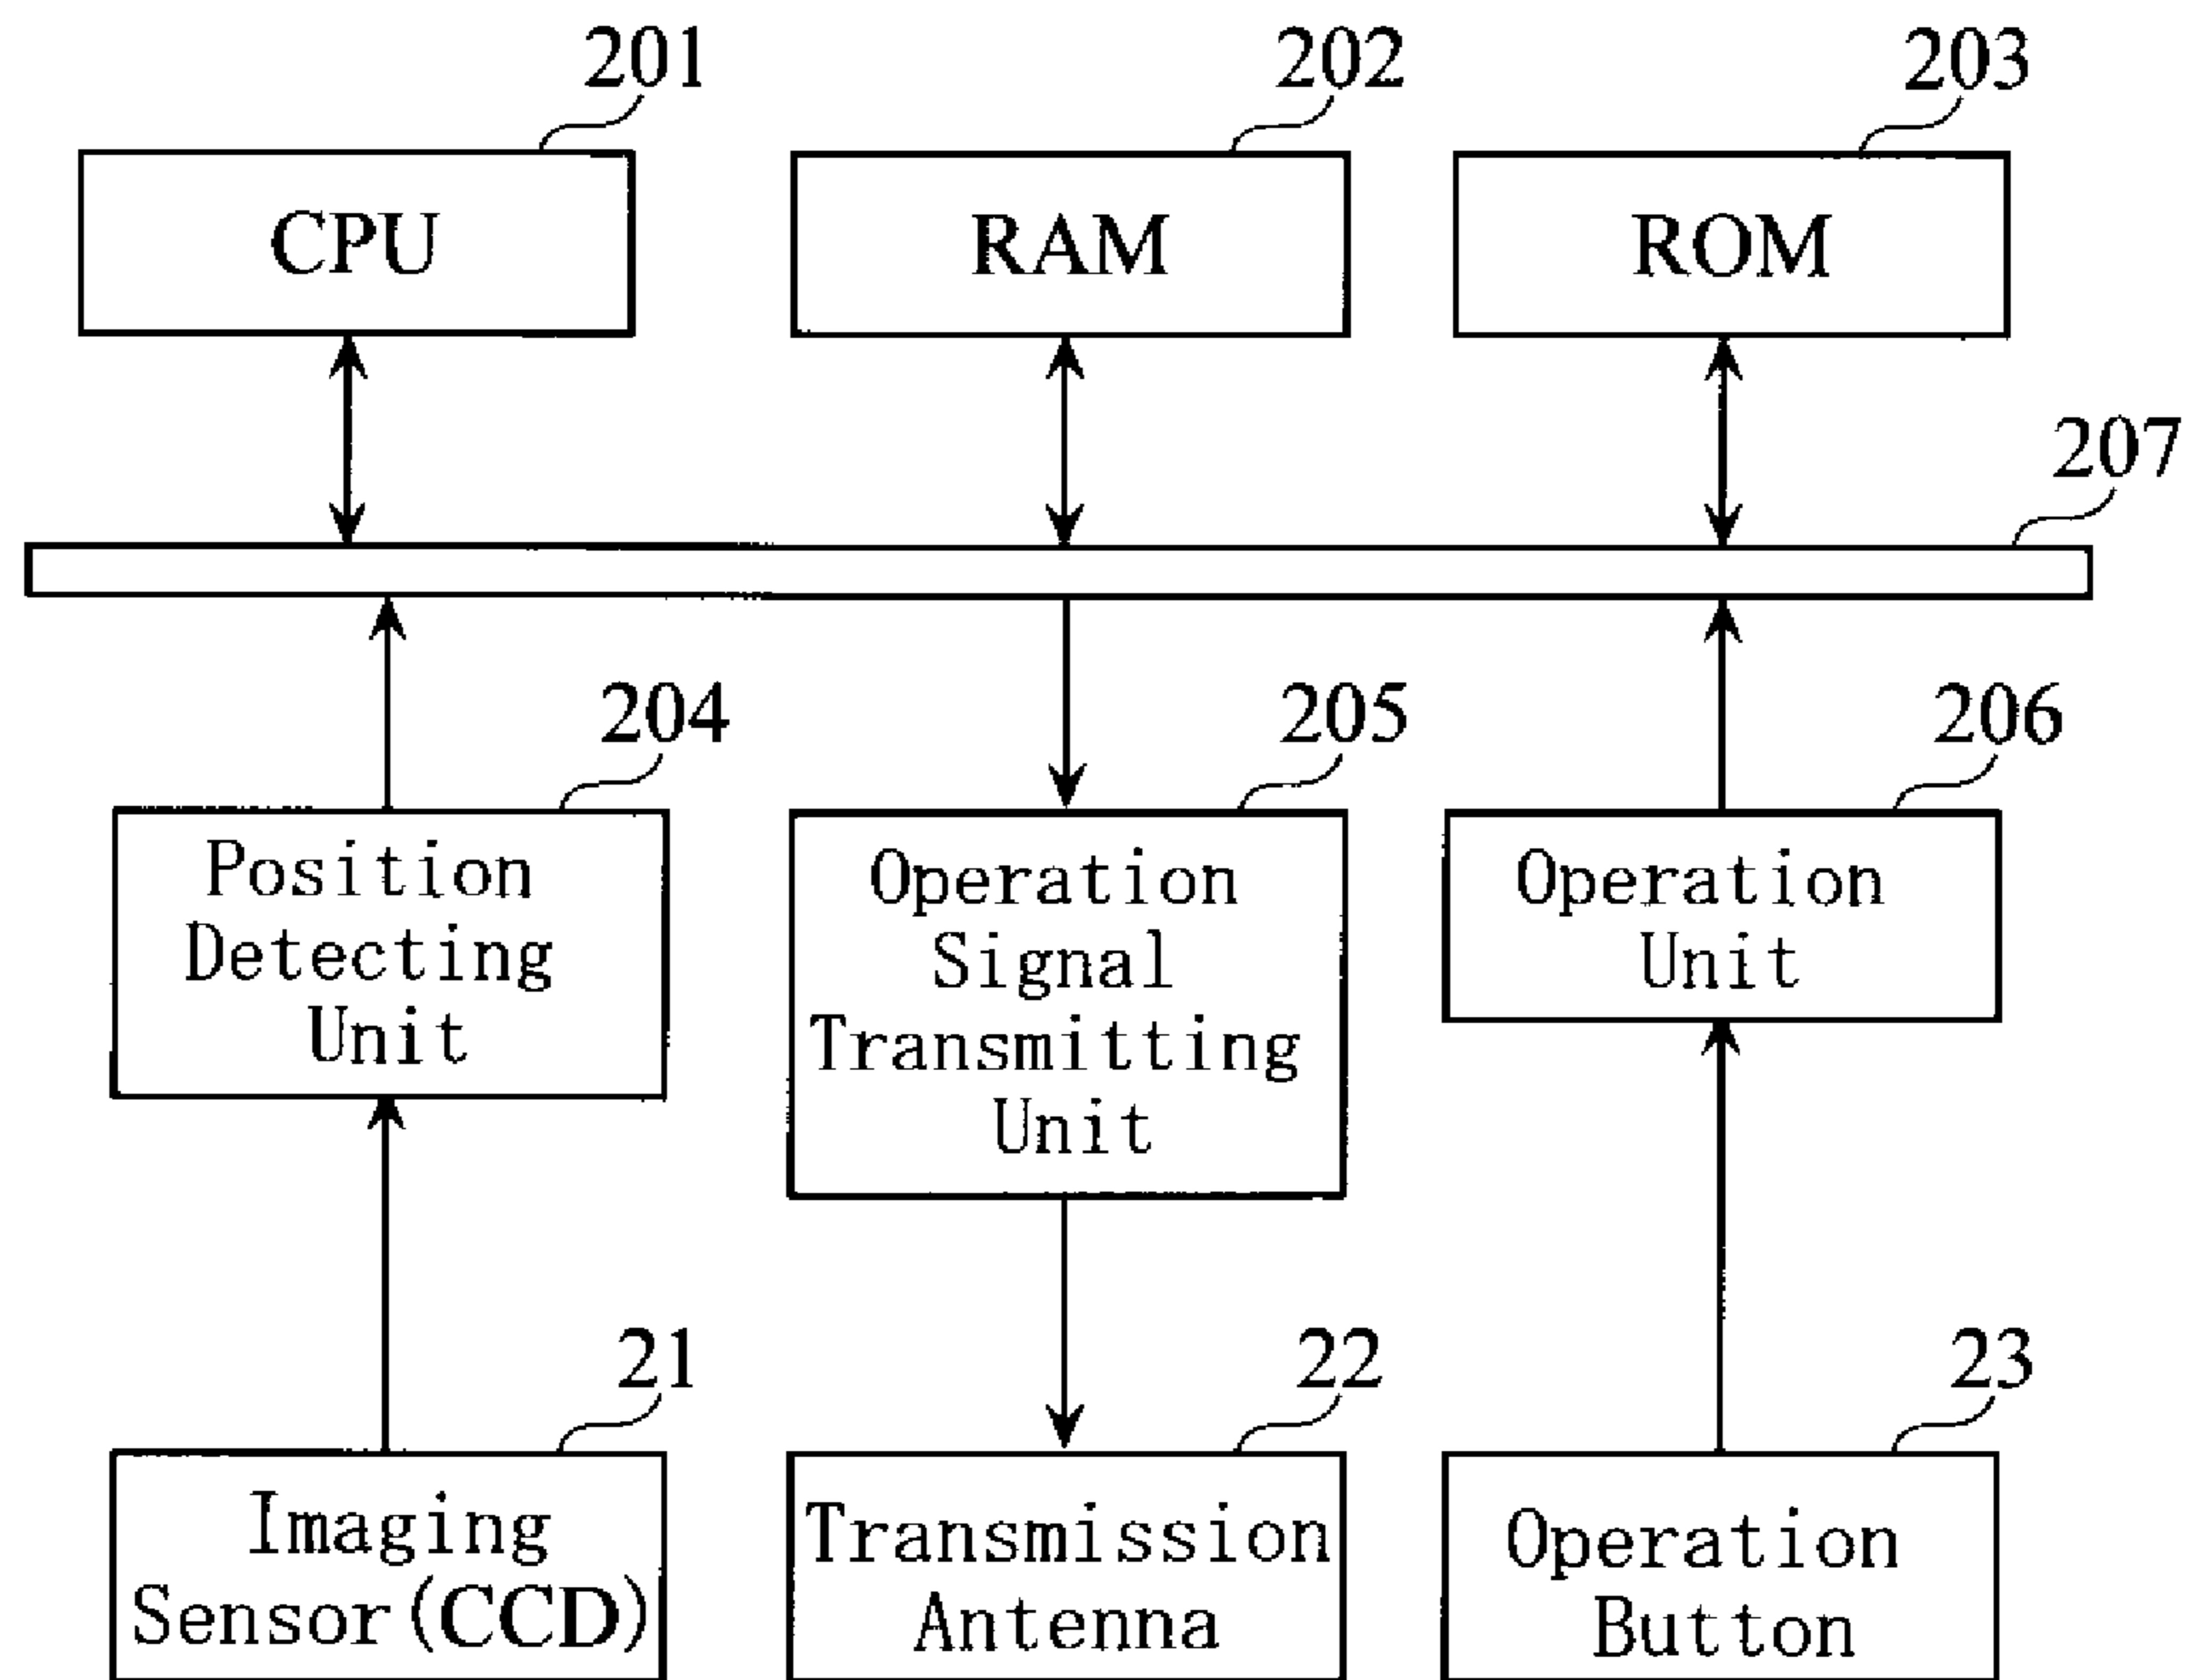 201
202
203
CPU
RAM
ROM
207
204
205
206
Position
Detecting
Unit
Operation
Signal
Transmitting
Unit
Operation
Unit
21
22
23
Imaging
Sensor(CCD)
Transmission
Antenna
Operation
Button